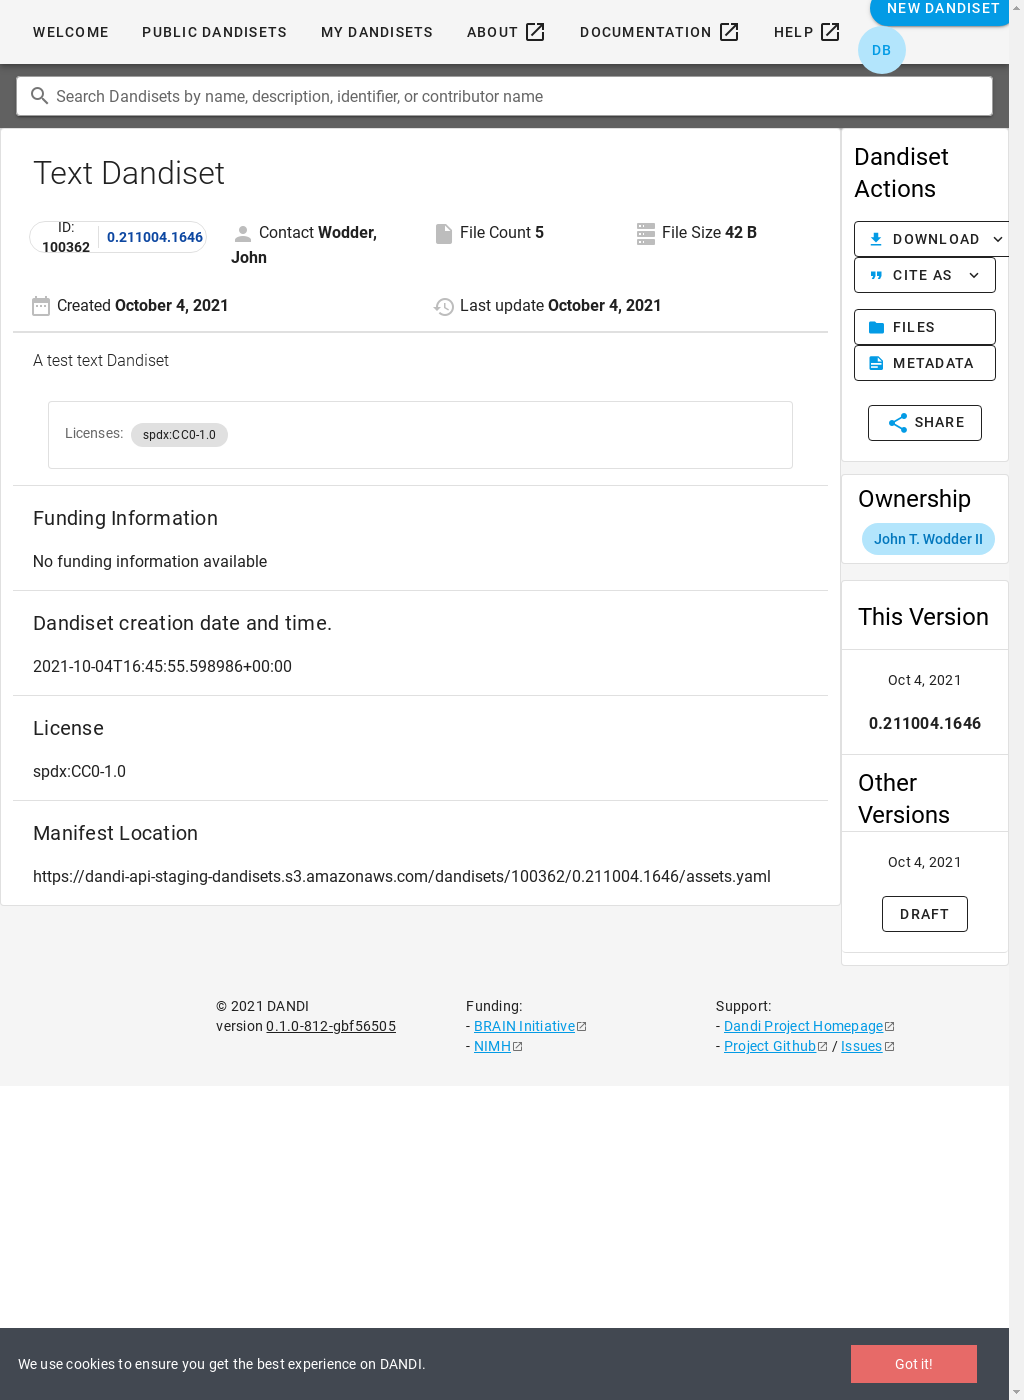 WELCOME PUBLIC DANDISETS MY DANDISETS ABOUT DOCUMENTATION HELP NEW DANDISET
DB
Search Dandisets by name, description, identifier, or contributor name
Text Dandiset
ID: 100362 0.211004.1646
Contact Wodder, John
File Count 5
File Size 42 B
Created October 4, 2021
Last update October 4, 2021
A test text Dandiset
Licenses: spdx:CC0-1.0
Funding Information
No funding information available
Dandiset creation date and time.
2021-10-04T16:45:55.598986+00:00
License
spdx:CC0-1.0
Manifest Location
https://dandi-api-staging-dandisets.s3.amazonaws.com/dandisets/100362/0.211004.1646/assets.yaml
Dandiset
Actions
DOWNLOAD
CITE AS
FILES
METADATA
SHARE
Ownership
John T. Wodder II
This Version
Oct 4, 2021
0.211004.1646
Other
Versions
Oct 4, 2021
DRAFT
© 2021 DANDI
version 0.1.0-812-gbf56505
Funding:
- BRAIN Initiative
- NIMH
Support:
- Dandi Project Homepage
- Project Github / Issues
We use cookies to ensure you get the best experience on DANDI.
Got it!